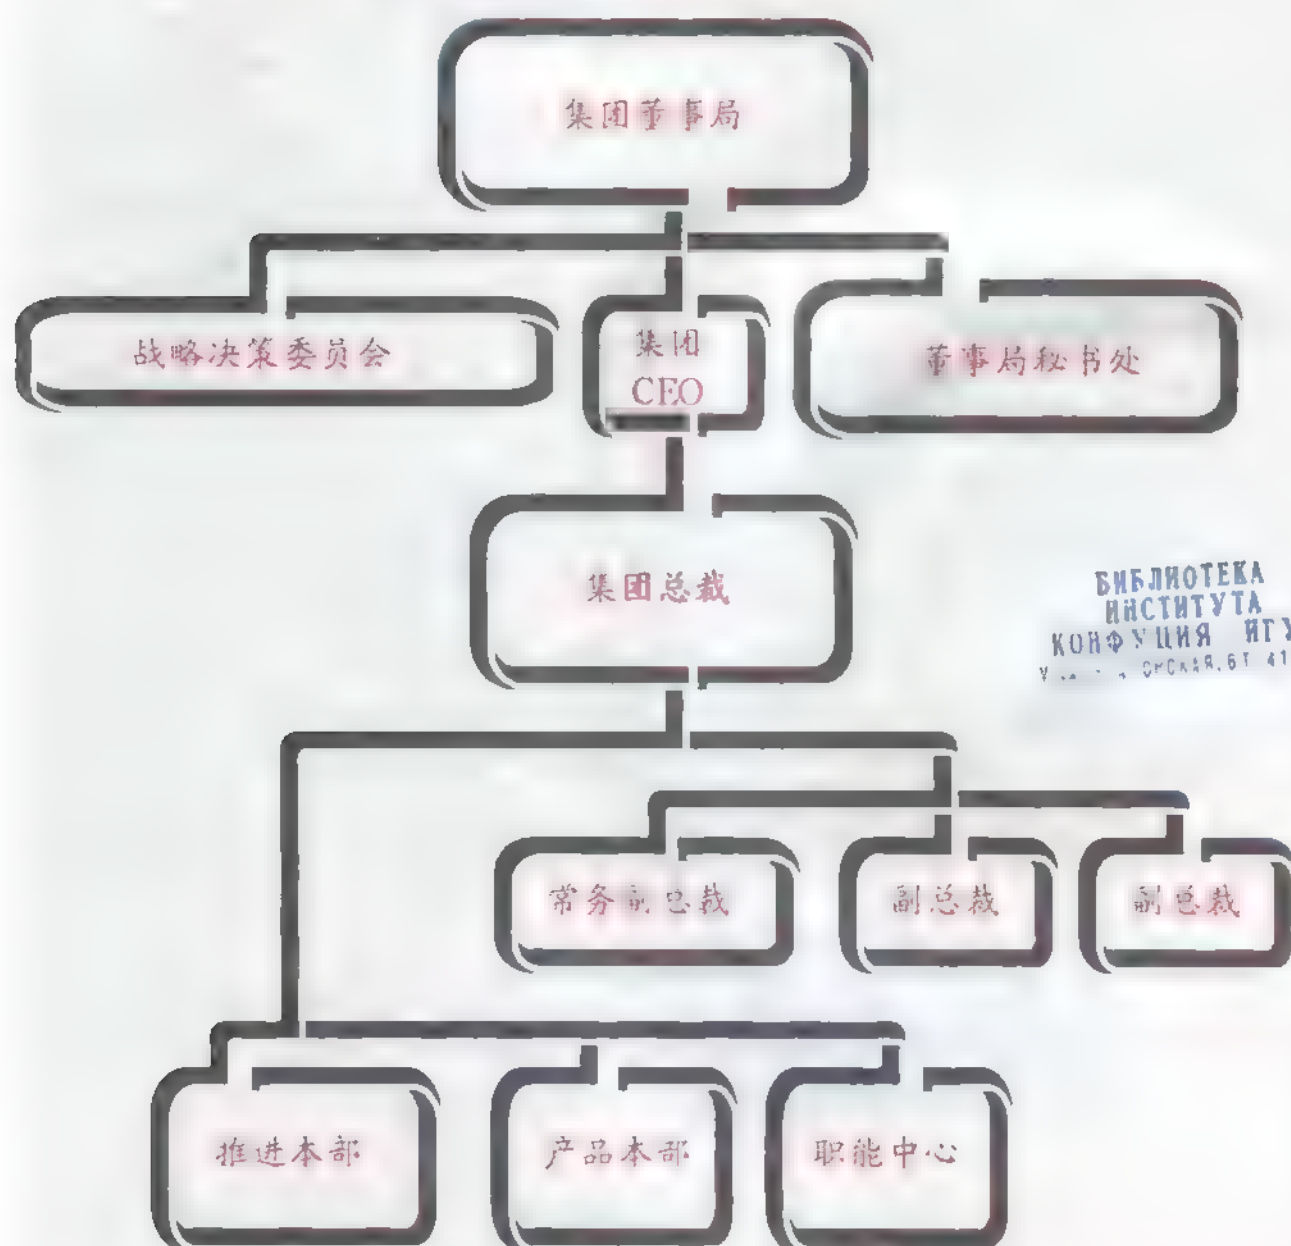 集团董事局
战略决策委员会
集团
CEO
董事局秘书处
集团总裁
БИБЛИОТЕКА
ИНСТИТУТА
КОНФУЦИЯ ИГУ
常务副总裁
副总裁
副总裁
推进本部
产品本部
职能中心